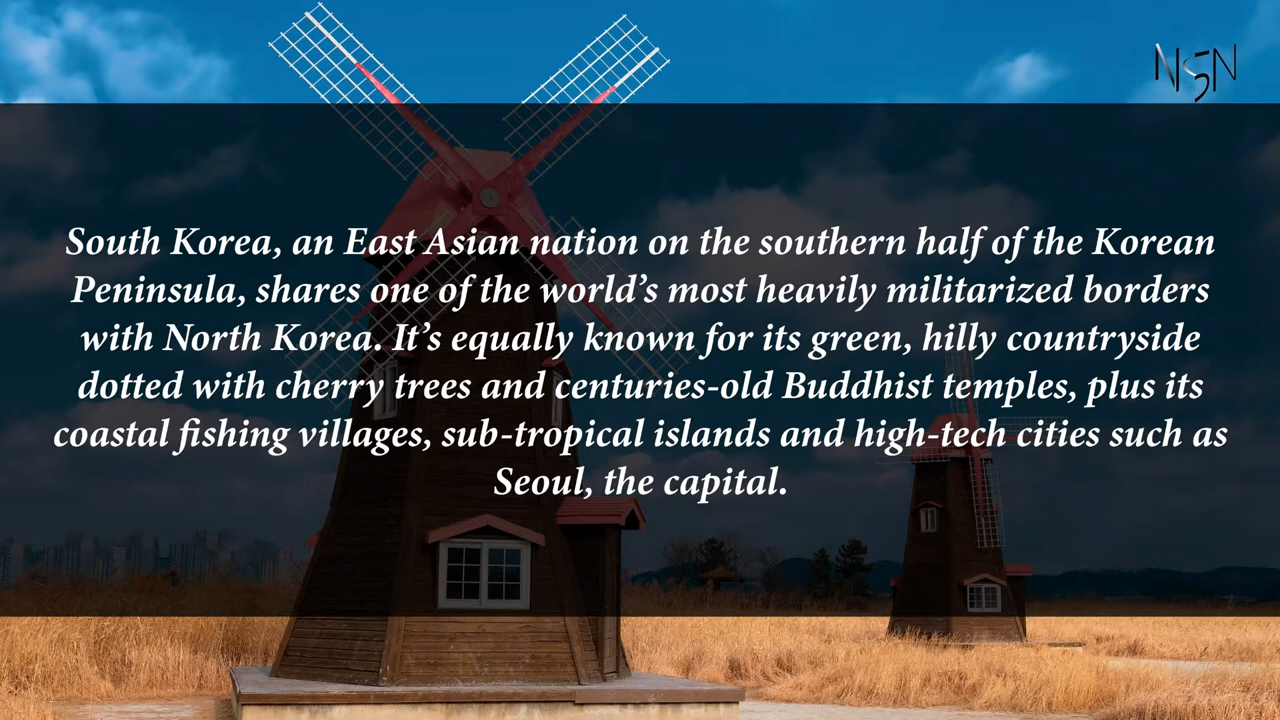 NSN
South Korea, an East Asian nation on the southern half of the Korean
Peninsula, shares one of the world’s most heavily militarized borders
with North Korea. It’s equally known for its green, hilly countryside
dotted with cherry trees and centuries-old Buddhist temples, plus its
coastal fishing villages, sub-tropical islands and high-tech cities such as
Seoul, the capital.